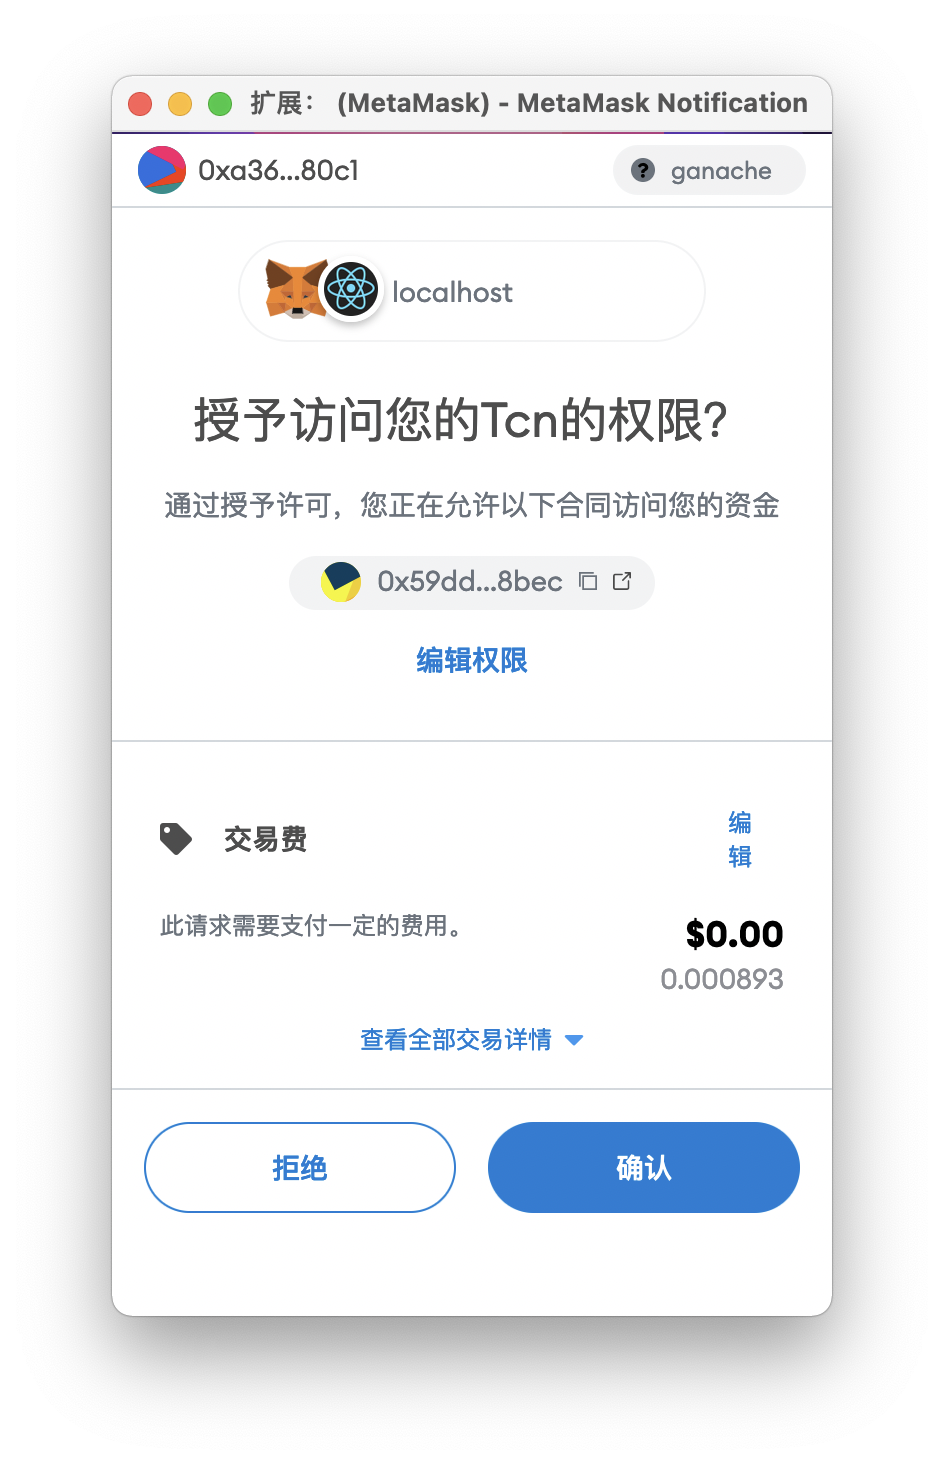 扩展： (MetaMask) - MetaMask Notification
0xa36...80c1
? ganache
localhost
授予访问您的Tcn的权限?
通过授予许可，您正在允许以下合同访问您的资金
0x59dd...8bec
编辑权限
交易费
编
辑
此请求需要支付一定的费用。
$0.00
0.000893
查看全部交易详情
拒绝
确认